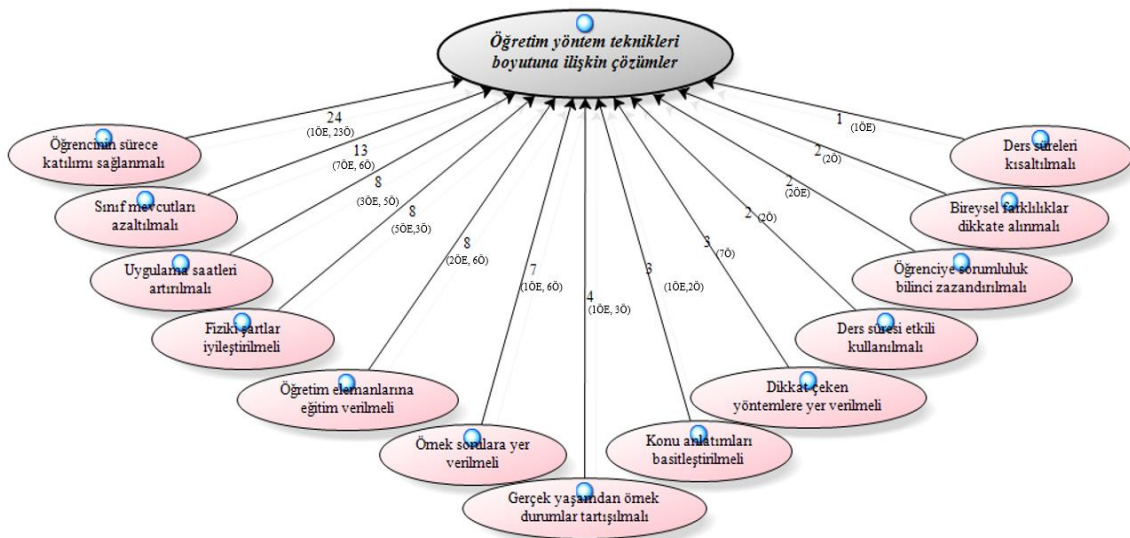 Öğretim yöntem teknikleri
boyutuna ilişkin çözümler
24
(1ÖE, 23Ö)
Öğrencinin sürece
katılımı sağlanmalı
13
(7ÖE, 6Ö)
Sınıf mevcutları
azaltılmalı
8
(3ÖE, 5Ö)
Uygulama saatleri
artırılmalı
8
(5ÖE,3Ö)
Fiziki şartlar
iyileştirilmeli
8
(2ÖE, 6Ö)
Öğretim elemanlarına
eğitim verilmeli
7
(1ÖE, 6Ö)
Örnek sorulara yer
verilmeli
4
(1ÖE, 3Ö)
Gerçek yaşamdan örnek
durumlar tartışılmalı
3
(1ÖE,2Ö)
Konu anlatımları
basitleştirilmeli
3
(7Ö)
Dikkat çeken
yöntemlere yer verilmeli
2 (2Ö)
Ders süresi etkili
kullanılmalı
2
(2ÖE)
Öğrenciye sorumluluk
bilinci zazandırılmalı
2 (2Ö)
Bireysel farklılıklar
dikkate alınmalı
1 (1ÖE)
Ders süreleri
kısaltılmalı